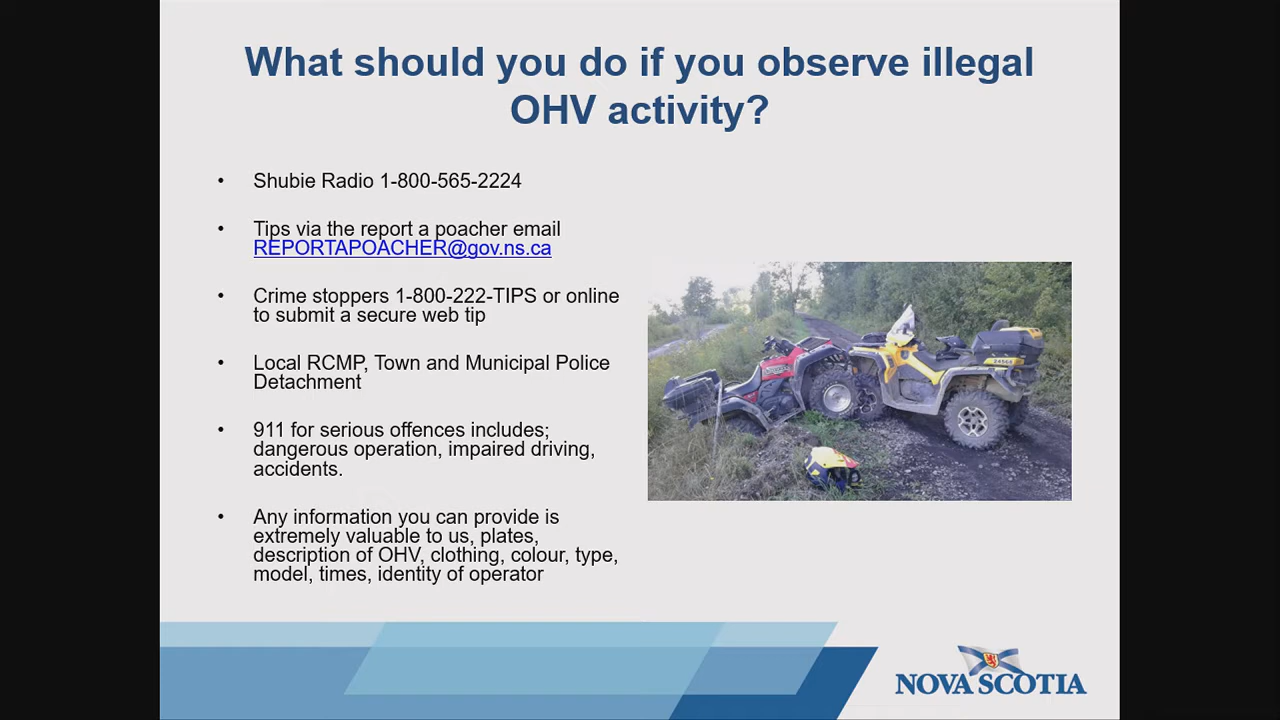 What should you do if you observe illegal
OHV activity?
• Shubie Radio 1-800-565-2224
• Tips via the report a poacher email
REPORTAPOACHER@gov.ns.ca
• Crime stoppers 1-800-222-TIPS or online
to submit a secure web tip
• Local RCMP, Town and Municipal Police
Detachment
• 911 for serious offences includes;
dangerous operation, impaired driving,
accidents.
• Any information you can provide is
extremely valuable to us, plates,
description of OHV, clothing, colour, type,
model, times, identity of operator
NOVA SCOTIA